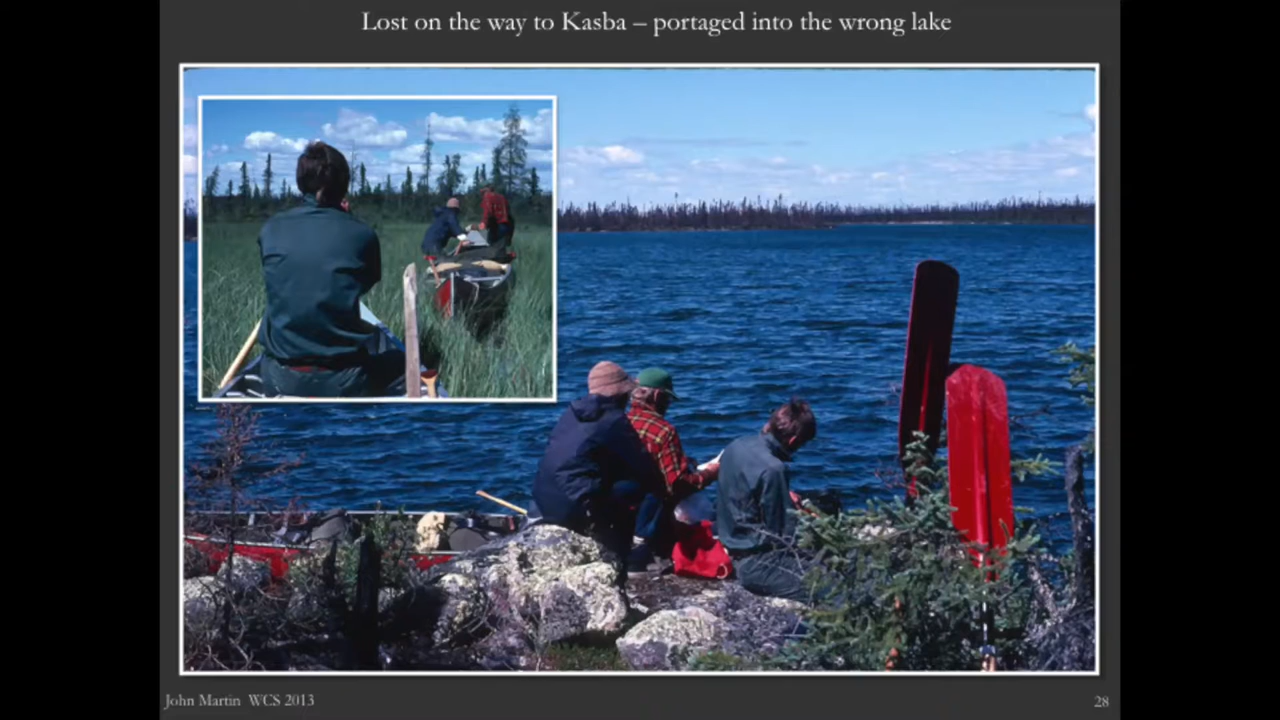 Lost on the way to Kasba – portaged into the wrong lake
John Martin WCS 2013
28